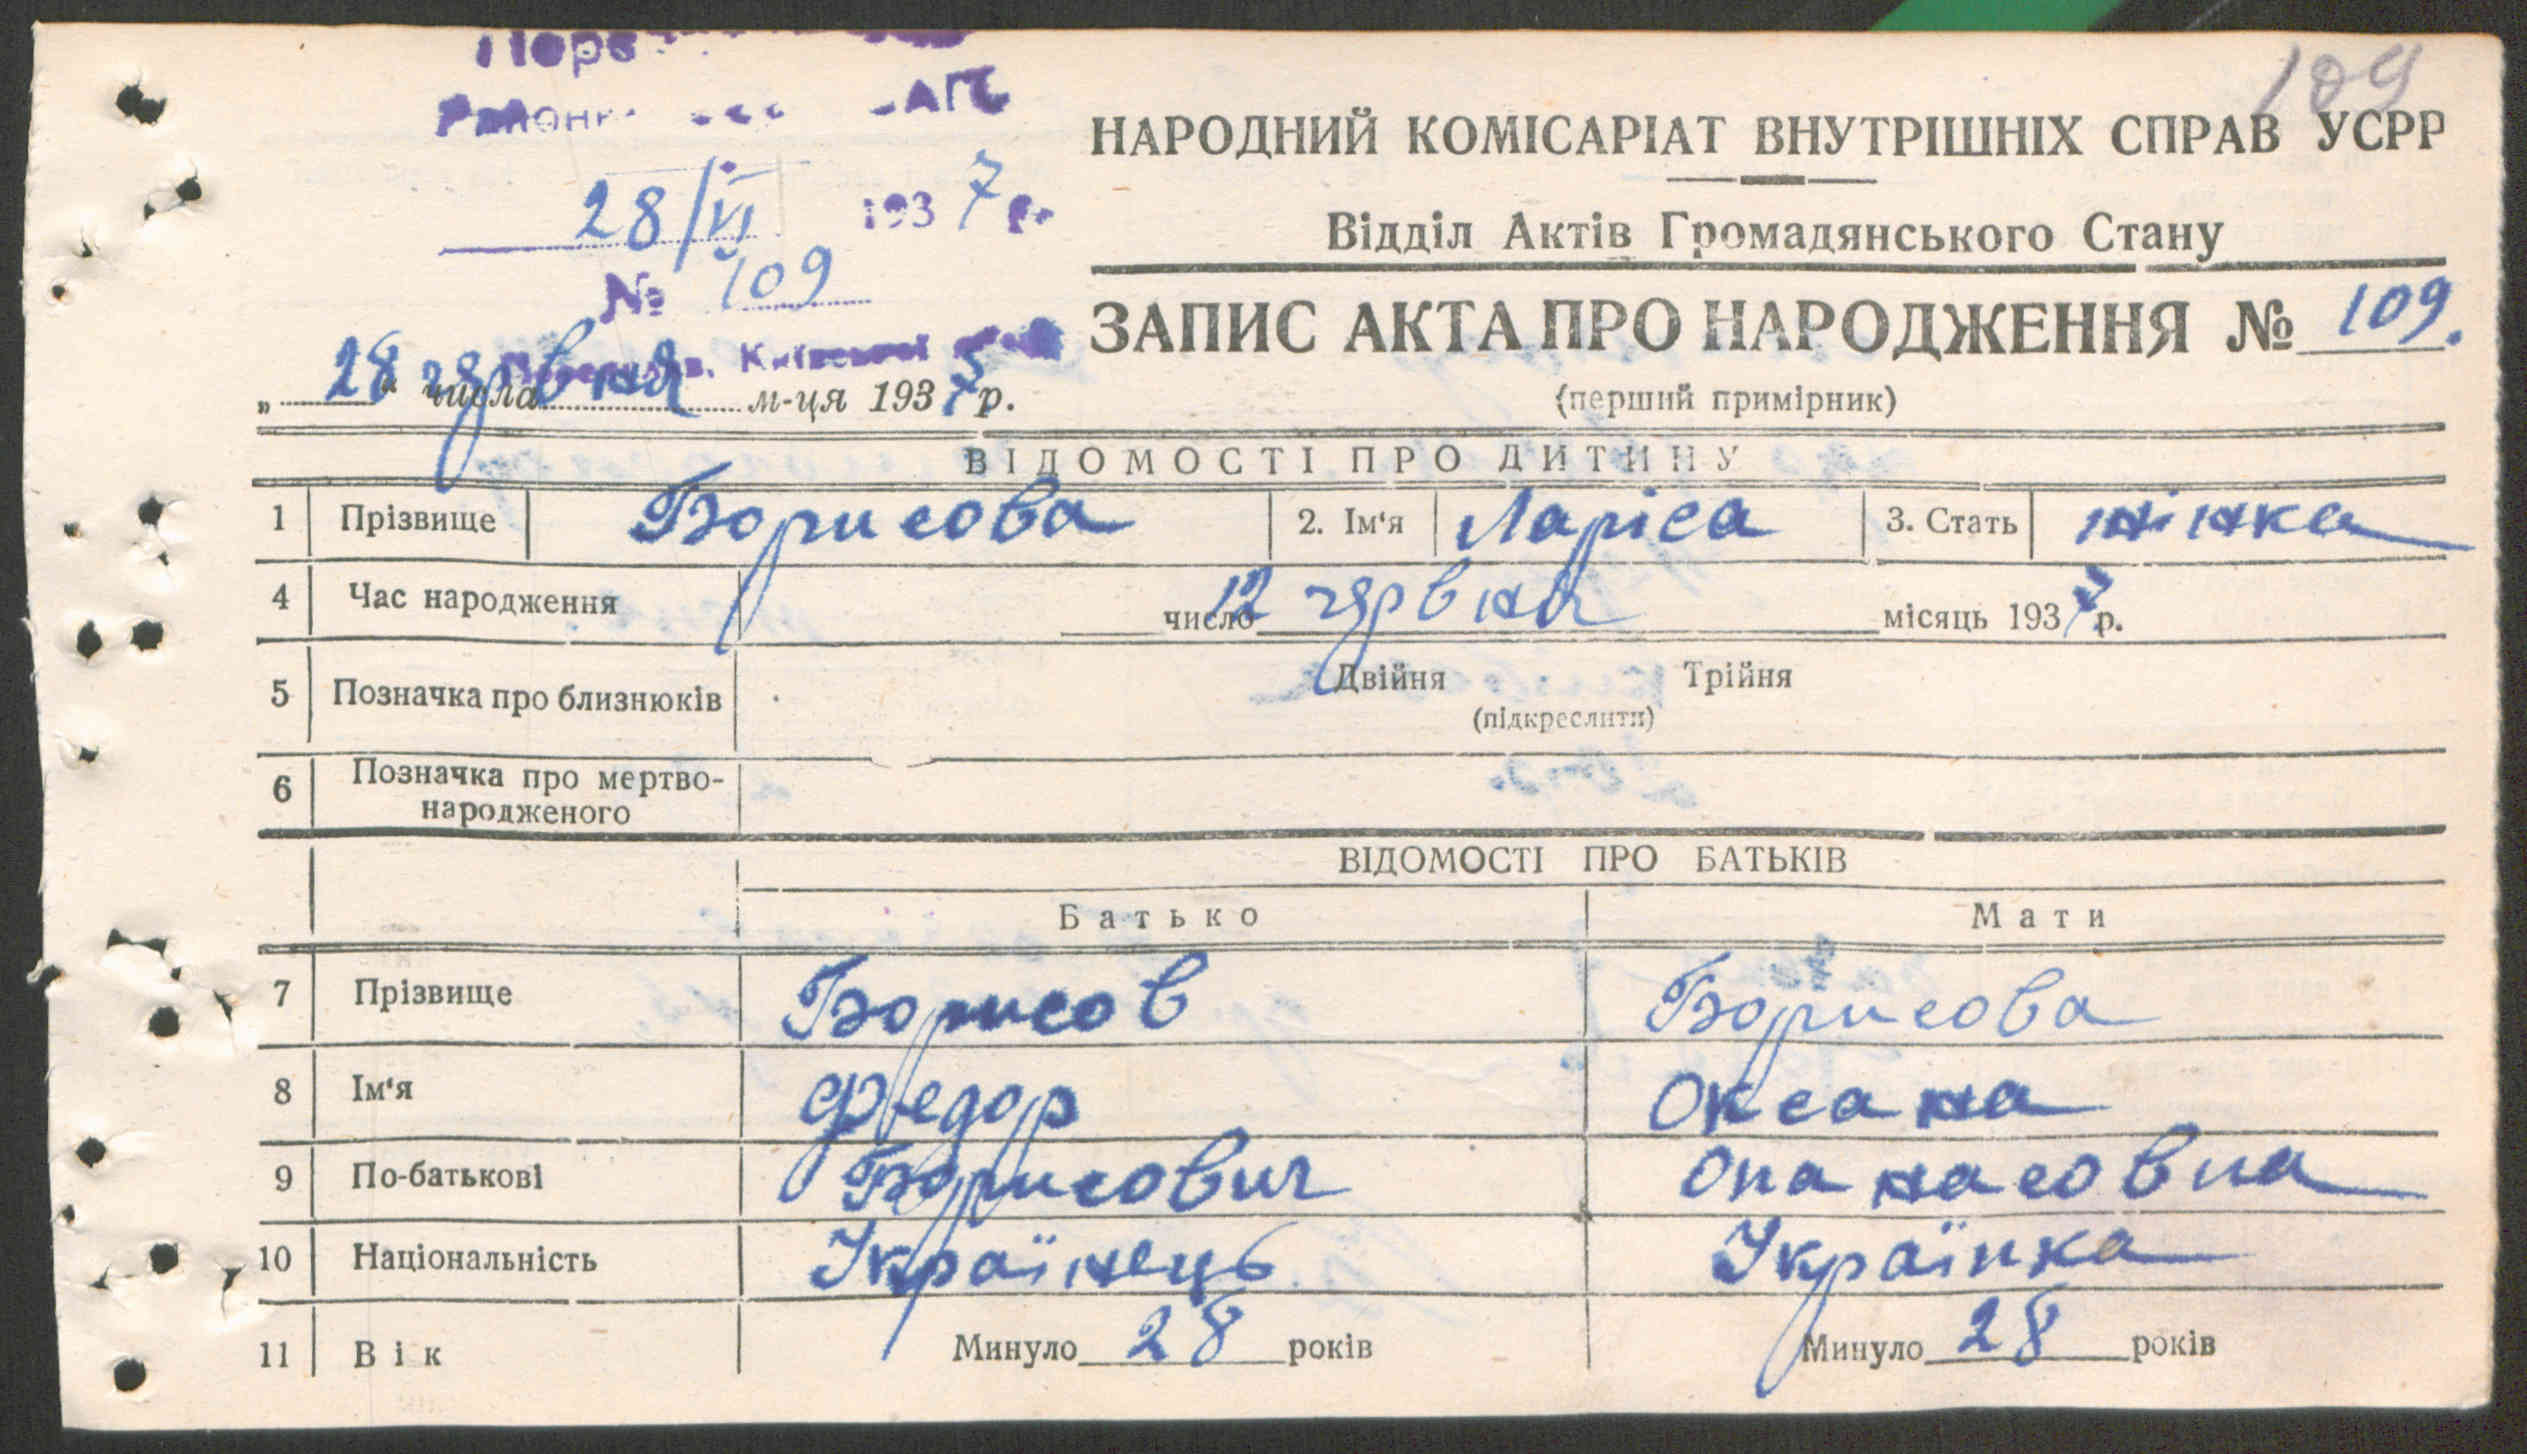 109
193 7 р.
28/VI
№ 109
НАРОДНИЙ КОМІСАРІАТ ВНУТРІШНІХ СПРАВ УСРР
Відділ Актів Громадянського Стану
ЗАПИС АКТА ПРО НАРОДЖЕННЯ № 109.
(перший примірник)
„28“ числа червня м-ця 1937 р.
ВІДОМОСТІ ПРО ДИТИНУ
1 Прізвище Борисова 2. Ім‘я Ларіса 3. Стать жінка
4 Час народження число 12 червня місяць 1937 р.
5 Позначка про близнюків Двійня Трійня
(підкреслити)
6 Позначка про мертво-
народженого
ВІДОМОСТІ ПРО БАТЬКІВ
Батько Мати
7 Прізвище Борисов Борисова
8 Ім‘я Федор Оксана
9 По-батькові Борисович Опанасовна
10 Національність Українець Українка
11 Вік Минуло 28 років Минуло 28 років